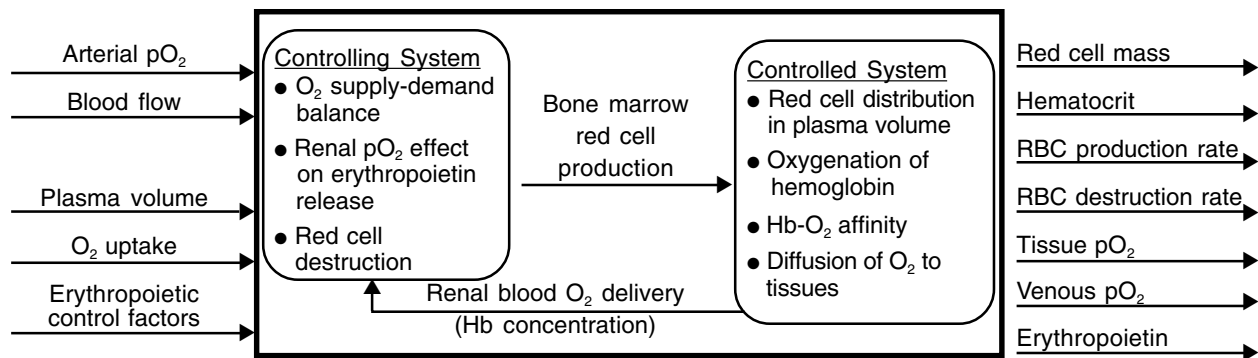 Arterial pO₂
Blood flow
Plasma volume
O₂ uptake
Erythropoietic
control factors
Controlling System
● O₂ supply-demand
balance
● Renal pO₂ effect
on erythropoietin
release
● Red cell
destruction
Bone marrow
red cell
production
Renal blood O₂ delivery
(Hb concentration)
Controlled System
● Red cell distribution
in plasma volume
● Oxygenation of
hemoglobin
● Hb-O₂ affinity
● Diffusion of O₂ to
tissues
Red cell mass
Hematocrit
RBC production rate
RBC destruction rate
Tissue pO₂
Venous pO₂
Erythropoietin